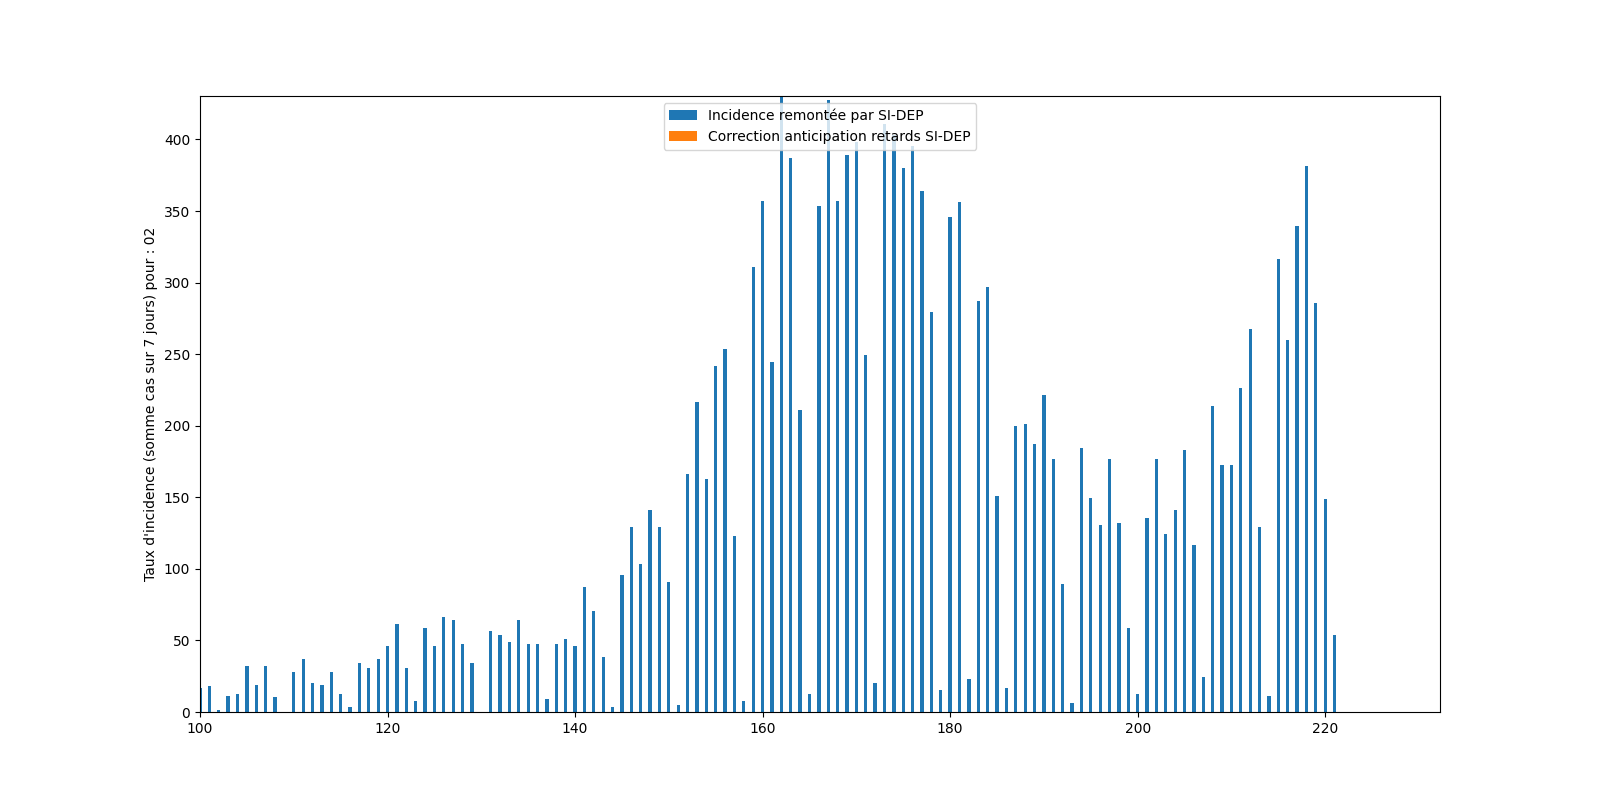 Incidence remontée par SI-DEP
Correction anticipation retards SI-DEP
Taux d'incidence (somme cas sur 7 jours) pour : 02
400
350
300
250
200
150
100
50
0
100 120 140 160 180 200 220